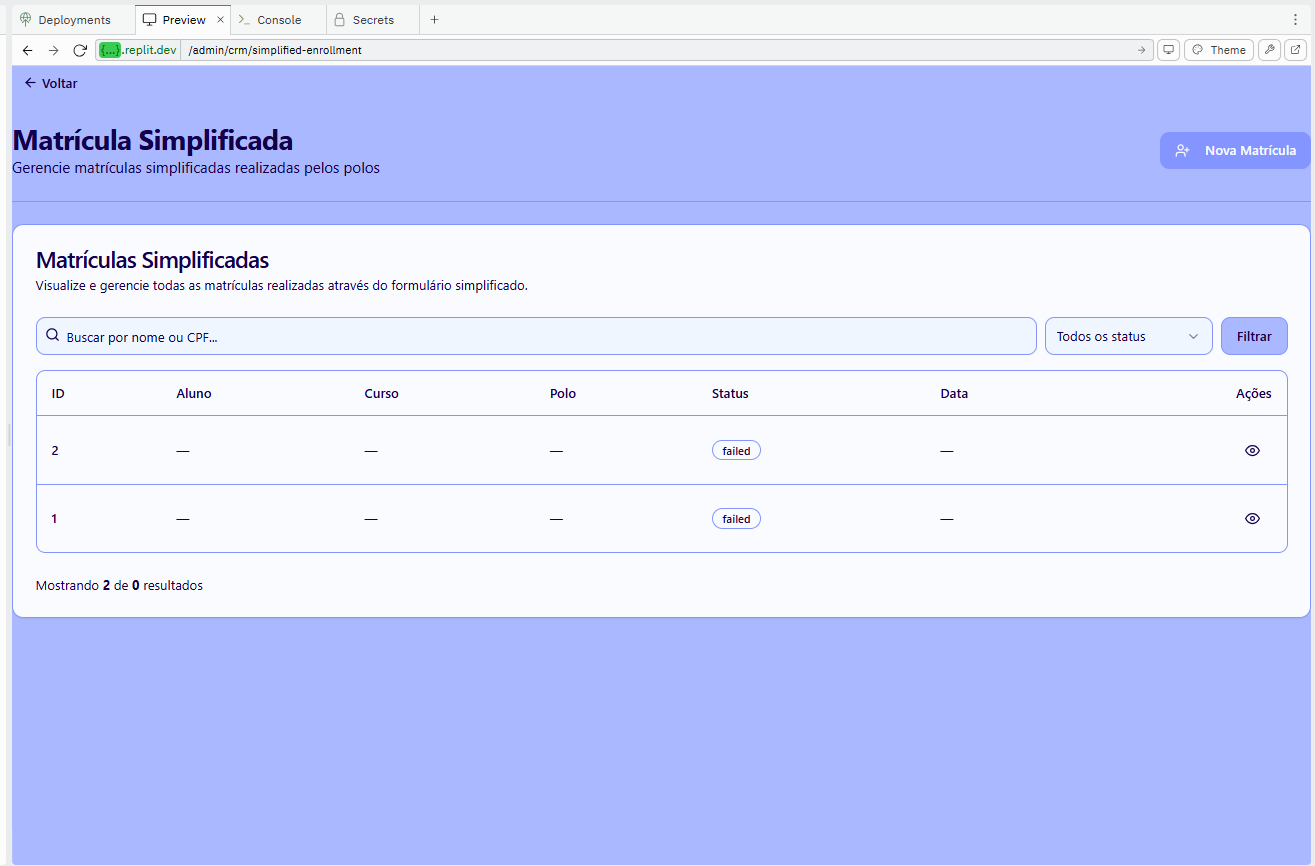 Deployments Preview Console Secrets
{...}.replit.dev /admin/crm/simplified-enrollment Theme
Voltar
Matrícula Simplificada
Gerencie matrículas simplificadas realizadas pelos polos
Nova Matrícula
Matrículas Simplificadas
Visualize e gerencie todas as matrículas realizadas através do formulário simplificado.
Buscar por nome ou CPF... Todos os status Filtrar
ID Aluno Curso Polo Status Data Ações
2 — — — failed —
1 — — — failed —
Mostrando 2 de 0 resultados